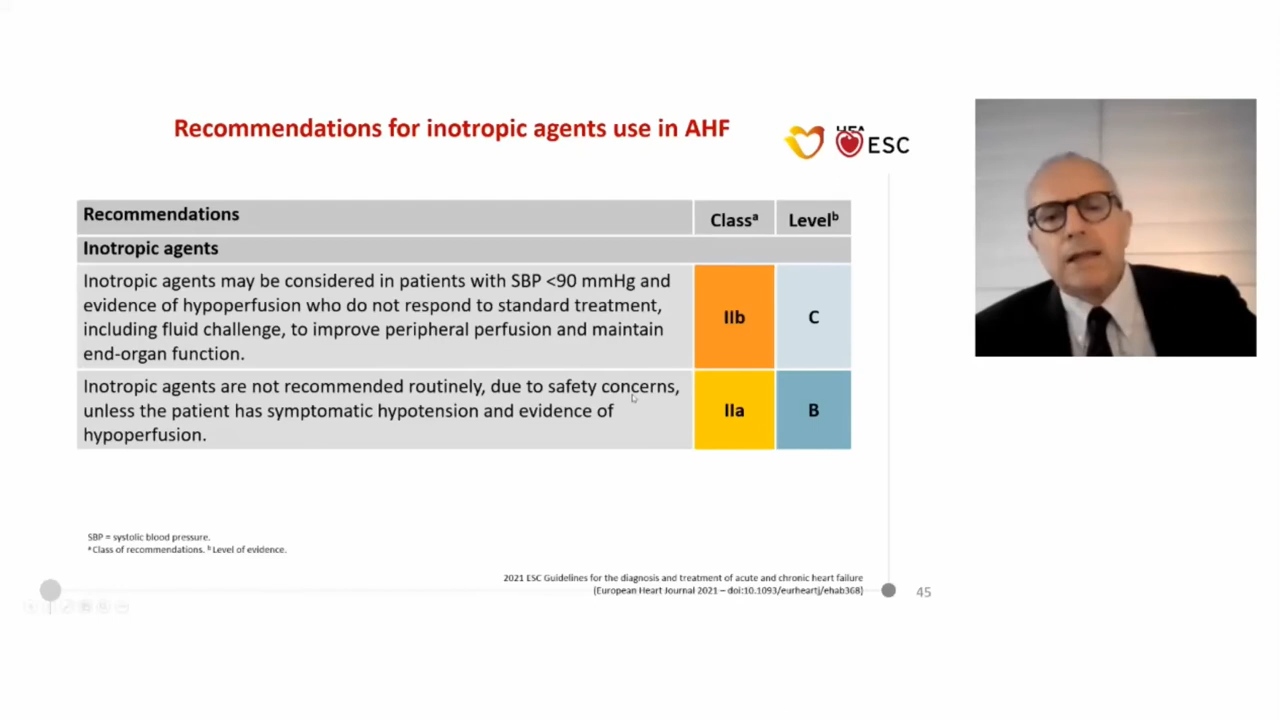 Recommendations for inotropic agents use in AHF
HFA
ESC
Recommendations Classᵃ Levelᵇ
Inotropic agents
Inotropic agents may be considered in patients with SBP <90 mmHg and
evidence of hypoperfusion who do not respond to standard treatment,
including fluid challenge, to improve peripheral perfusion and maintain
end-organ function.
IIb C
Inotropic agents are not recommended routinely, due to safety concerns,
unless the patient has symptomatic hypotension and evidence of
hypoperfusion.
IIa B
SBP = systolic blood pressure.
ᵃ Class of recommendations. ᵇ Level of evidence.
2021 ESC Guidelines for the diagnosis and treatment of acute and chronic heart failure
(European Heart Journal 2021 – doi:10.1093/eurheartj/ehab368)
45